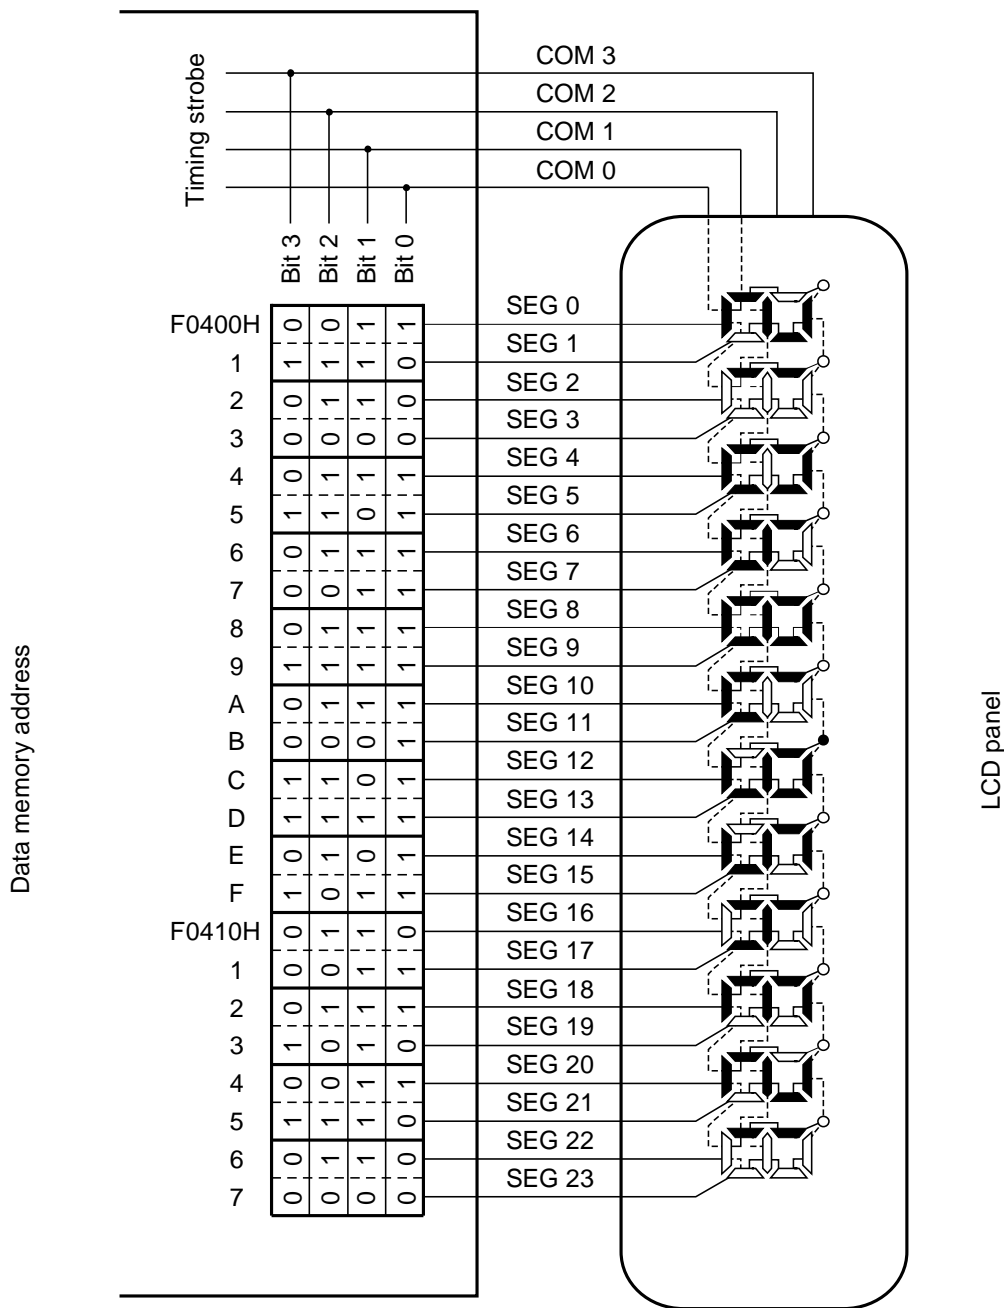 COM 3
COM 2
COM 1
COM 0
Timing strobe
Bit 3 Bit 2 Bit 1 Bit 0
F0400H 0 0 1 1 SEG 0
1 1 1 1 0 SEG 1
2 0 1 1 0 SEG 2
3 0 0 0 0 SEG 3
4 0 1 1 1 SEG 4
5 1 1 0 1 SEG 5
6 0 1 1 1 SEG 6
7 0 0 1 1 SEG 7
8 0 1 1 1 SEG 8
9 1 1 1 1 SEG 9
A 0 1 1 1 SEG 10
B 0 0 0 1 SEG 11
C 1 1 0 1 SEG 12
D 1 1 1 1 SEG 13
E 0 1 0 1 SEG 14
F 1 0 1 1 SEG 15
F0410H 0 1 1 0 SEG 16
1 0 0 1 1 SEG 17
2 0 1 1 1 SEG 18
3 1 0 1 0 SEG 19
4 0 0 1 1 SEG 20
5 1 1 1 0 SEG 21
6 0 1 1 0 SEG 22
7 0 0 0 0 SEG 23
Data memory address
LCD panel